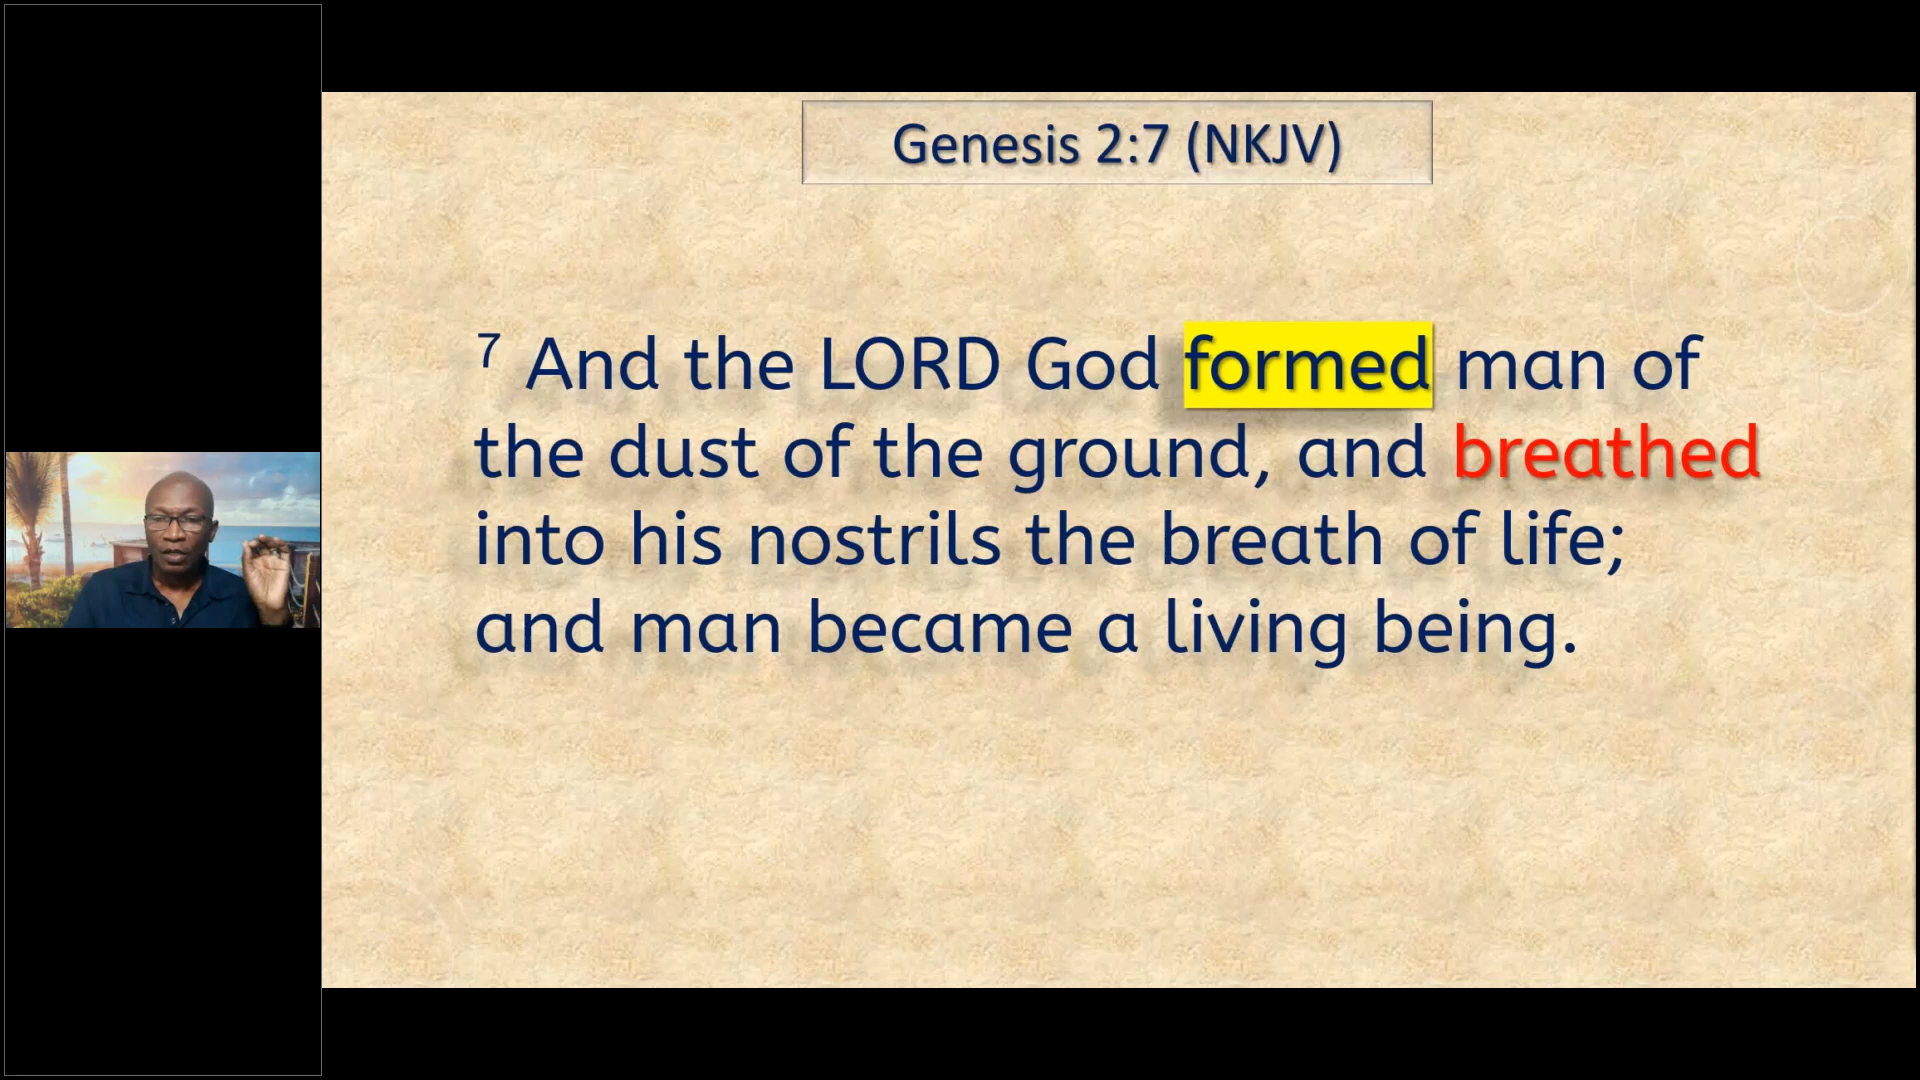 Genesis 2:7 (NKJV)
7 And the LORD God formed man of
the dust of the ground, and breathed
into his nostrils the breath of life;
and man became a living being.